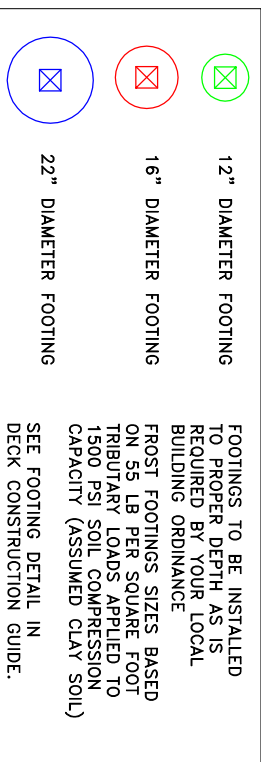 12" DIAMETER FOOTING
16" DIAMETER FOOTING
22" DIAMETER FOOTING
FOOTINGS TO BE INSTALLED
TO PROPER DEPTH AS IS
REQUIRED BY YOUR LOCAL
BUILDING ORDINANCE
FROST FOOTINGS SIZES BASED
ON 55 LB PER SQUARE FOOT
TRIBUTARY LOADS APPLIED TO
1500 PSI SOIL COMPRESSION
CAPACITY (ASSUMED CLAY SOIL)
SEE FOOTING DETAIL IN
DECK CONSTRUCTION GUIDE.